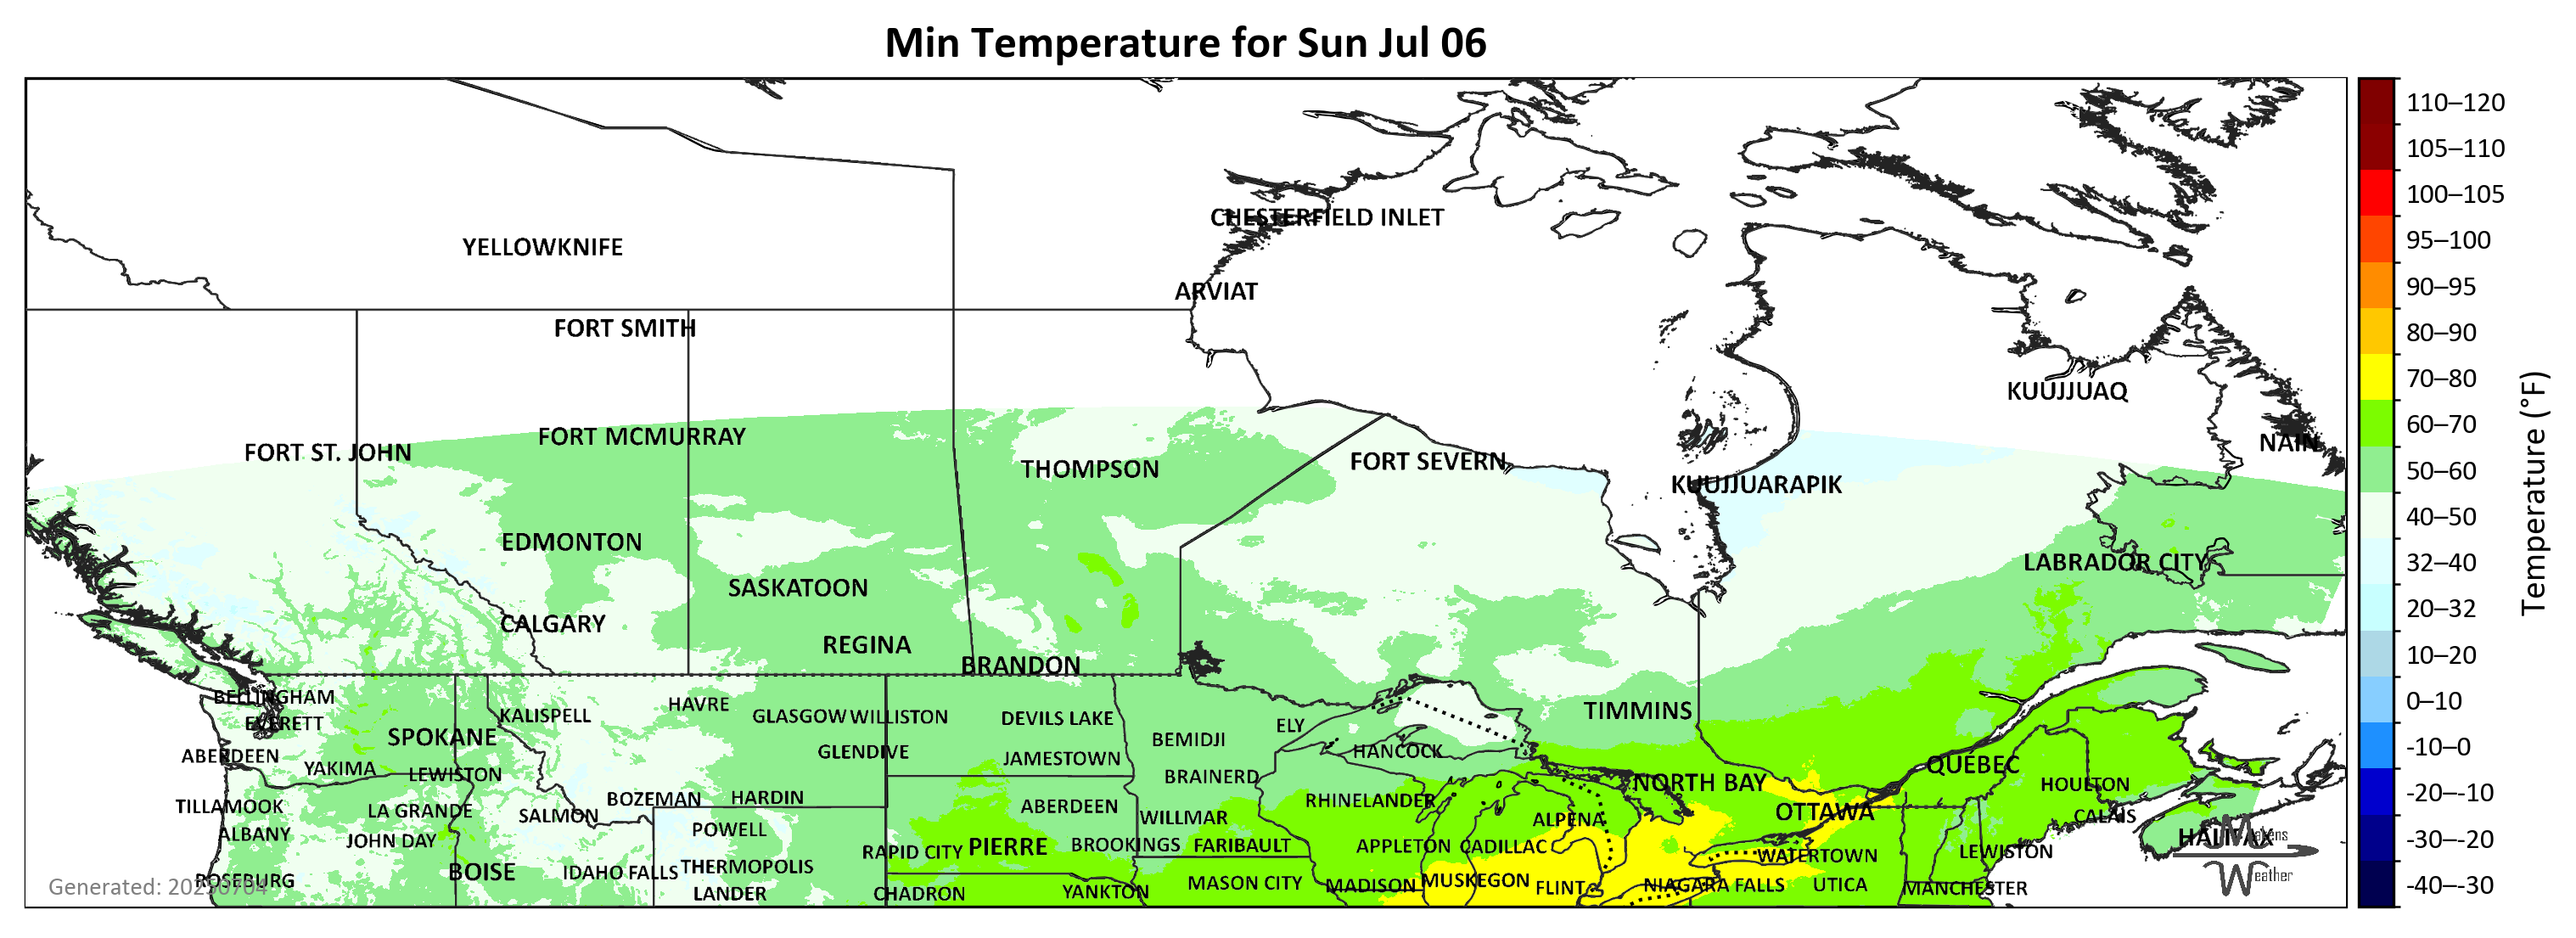 Min Temperature for Sun Jul 06
110–120
105–110
100–105
95–100
90–95
80–90
70–80
60–70
50–60
40–50
32–40
20–32
10–20
0–10
-10–0
-20–-10
-30–-20
-40–-30
Temperature (°F)
CHESTERFIELD INLET
YELLOWKNIFE
ARVIAT
FORT SMITH
KUUJJUAQ
FORT MCMURRAY
NAIN
FORT ST. JOHN
FORT SEVERN
THOMPSON
KUUJJUARAPIK
EDMONTON
LABRADOR CITY
SASKATOON
CALGARY
REGINA
BRANDON
BELLINGHAM
HAVRE
TIMMINS
KALISPELL
GLASGOW
WILLISTON
DEVILS LAKE
EVERETT
ELY
SPOKANE
BEMIDJI
ABERDEEN
GLENDIVE
HANCOCK
JAMESTOWN
QUEBEC
YAKIMA
LEWISTON
BRAINERD
NORTH BAY
HOULTON
BOZEMAN
HARDIN
RHINELANDER
TILLAMOOK
ABERDEEN
LA GRANDE
SALMON
OTTAWA
CALAIS
WILLMAR
ALPENA
POWELL
ALBANY
HALIFAX
Makens
JOHN DAY
BROOKINGS
FARIBAULT
APPLETON
CADILLAC
PIERRE
RAPID CITY
LEWISTON
WATERTOWN
THERMOPOLIS
BOISE
IDAHO FALLS
Weather
ROSEBURG
MUSKEGON
MASON CITY
MADISON
NIAGARA FALLS
UTICA
Generated: 20250704
FLINT
MANCHESTER
YANKTON
LANDER
CHADRON